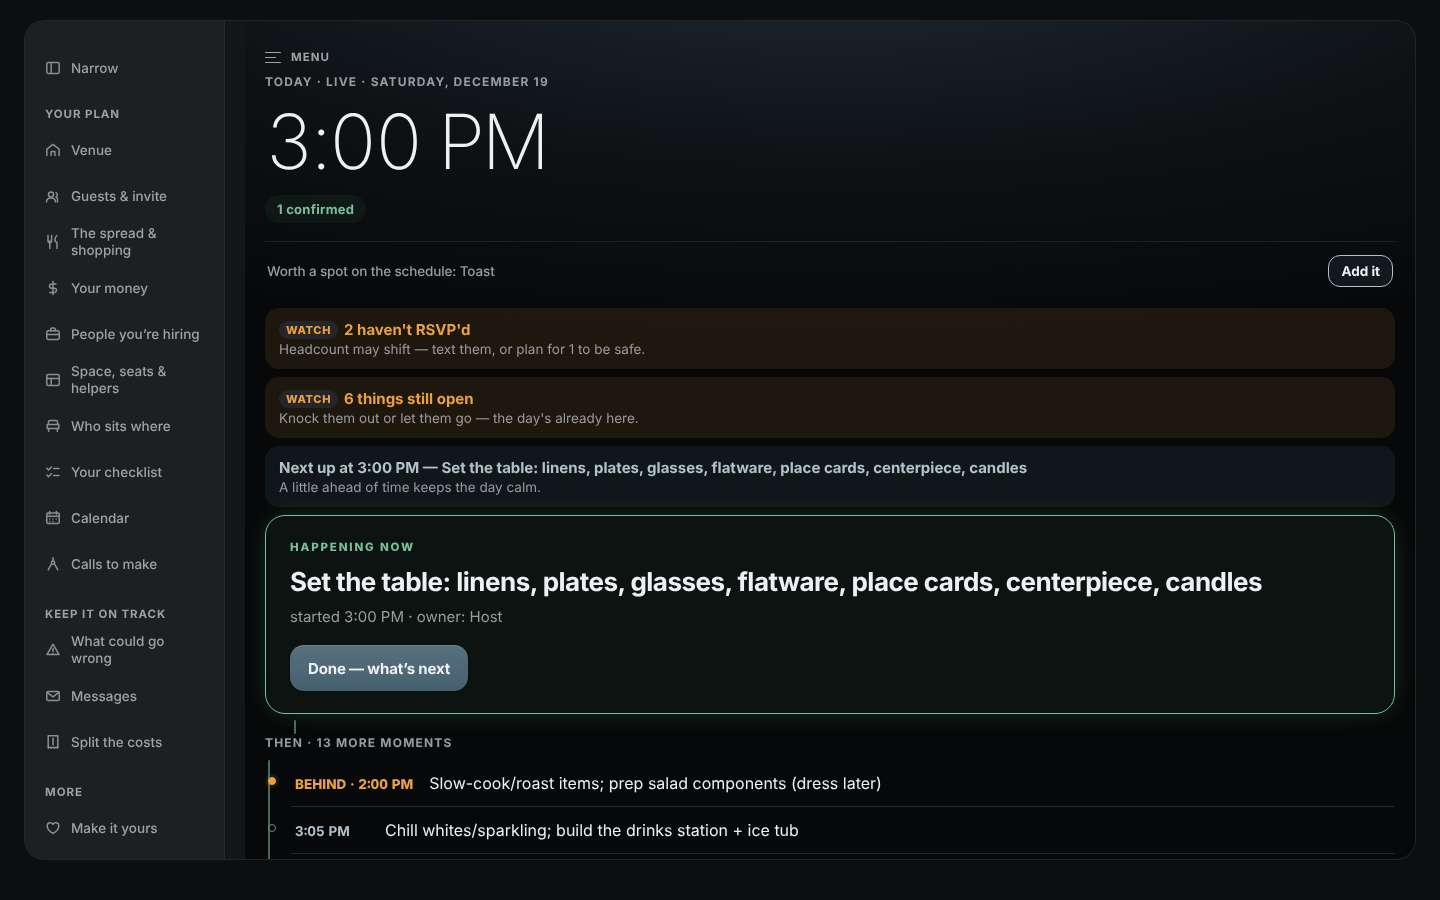 Narrow
YOUR PLAN
Venue
Guests & invite
The spread &
shopping
Your money
People you’re hiring
Space, seats &
helpers
Who sits where
Your checklist
Calendar
Calls to make
KEEP IT ON TRACK
What could go
wrong
Messages
Split the costs
MORE
Make it yours
MENU
TODAY · LIVE · SATURDAY, DECEMBER 19
3:00 PM
1 confirmed
Worth a spot on the schedule: Toast
Add it
WATCH 2 haven't RSVP'd
Headcount may shift — text them, or plan for 1 to be safe.
WATCH 6 things still open
Knock them out or let them go — the day's already here.
Next up at 3:00 PM — Set the table: linens, plates, glasses, flatware, place cards, centerpiece, candles
A little ahead of time keeps the day calm.
HAPPENING NOW
Set the table: linens, plates, glasses, flatware, place cards, centerpiece, candles
started 3:00 PM · owner: Host
Done — what’s next
THEN · 13 MORE MOMENTS
BEHIND · 2:00 PM Slow-cook/roast items; prep salad components (dress later)
3:05 PM Chill whites/sparkling; build the drinks station + ice tub